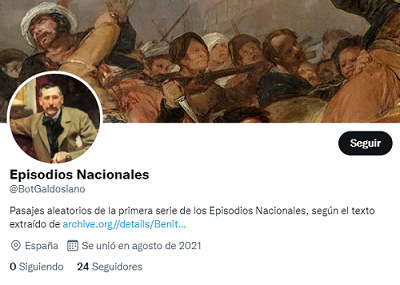 Seguir
Episodios Nacionales
@BotGaldosiano
Pasajes aleatorios de la primera serie de los Episodios Nacionales, según el texto
extraído de archive.org//details/Benit...
España Se unió en agosto de 2021
0 Siguiendo 24 Seguidores